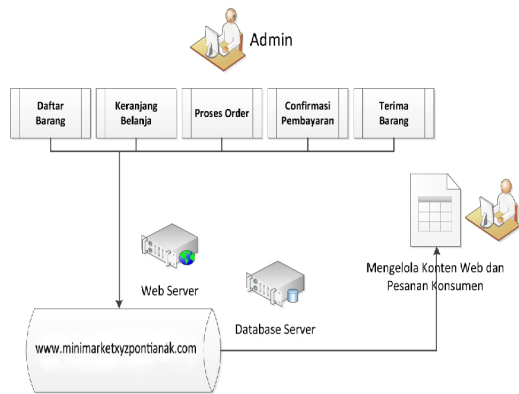 Admin
Daftar
Barang
Keranjang
Belanja
Proses Order
Confirmasi
Pembayaran
Terima
Barang
Web Server
Database Server
Mengelola Konten Web dan
Pesanan Konsumen
www.minimarketxyzpontianak.com